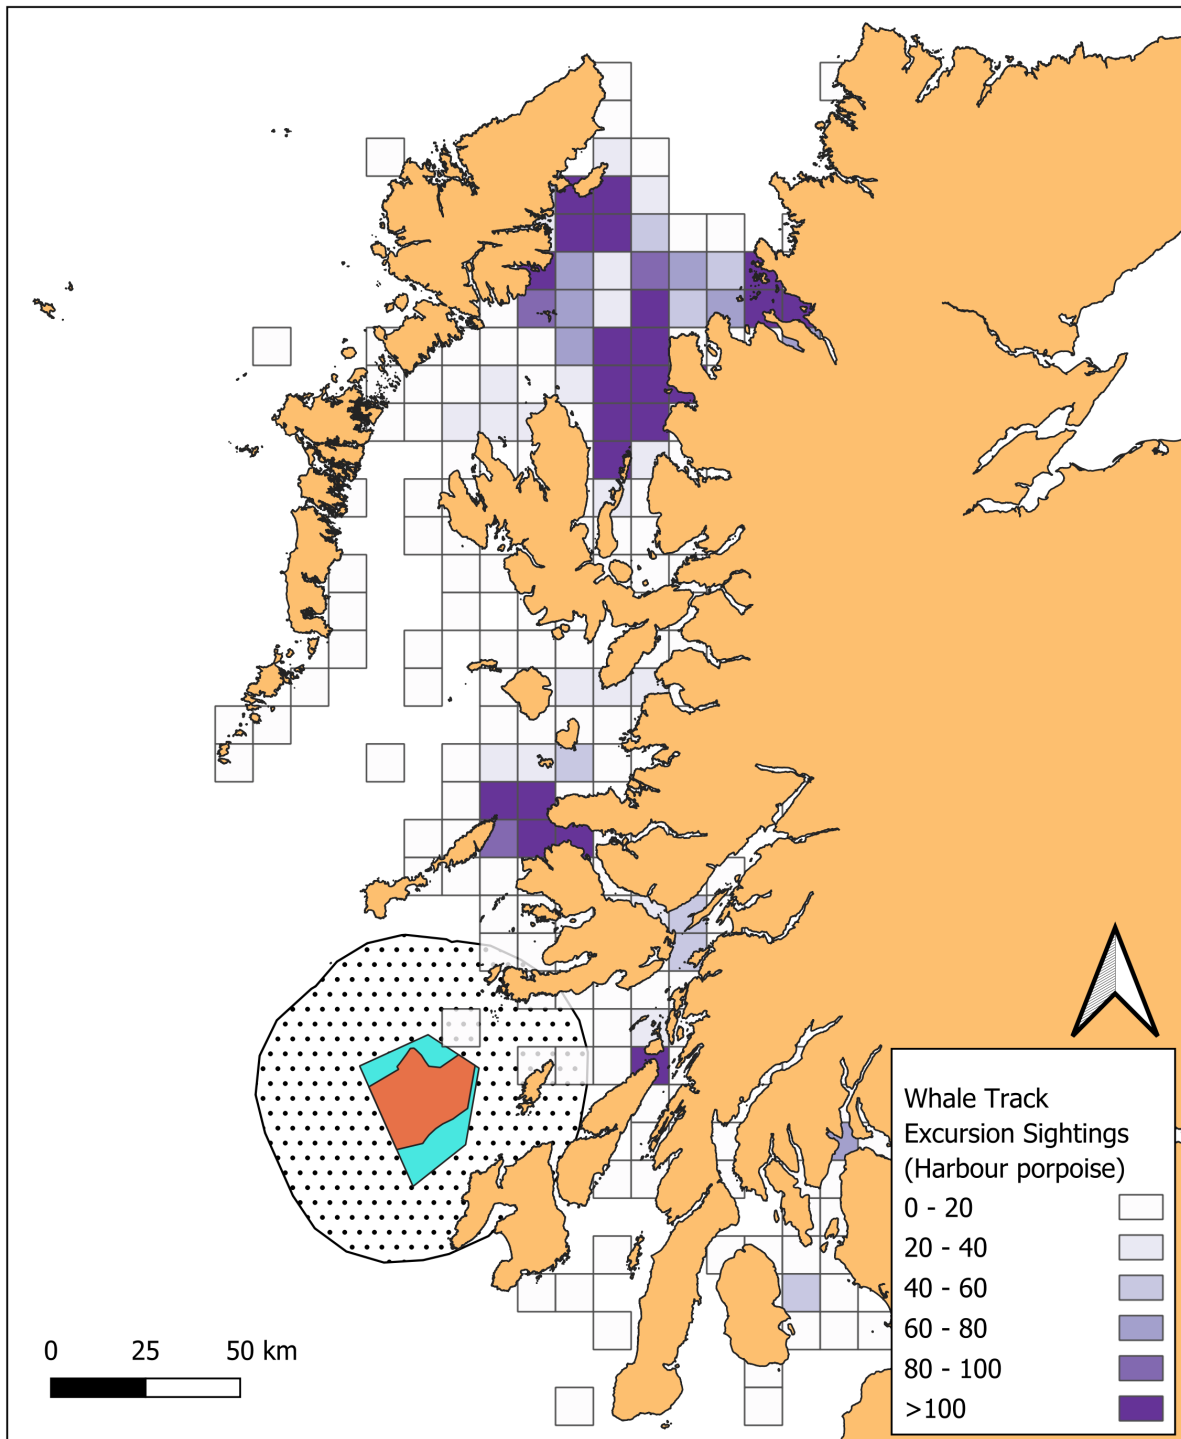 Whale Track
Excursion Sightings
(Harbour porpoise)
0 - 20
20 - 40
40 - 60
60 - 80
80 - 100
>100
0 25 50 km